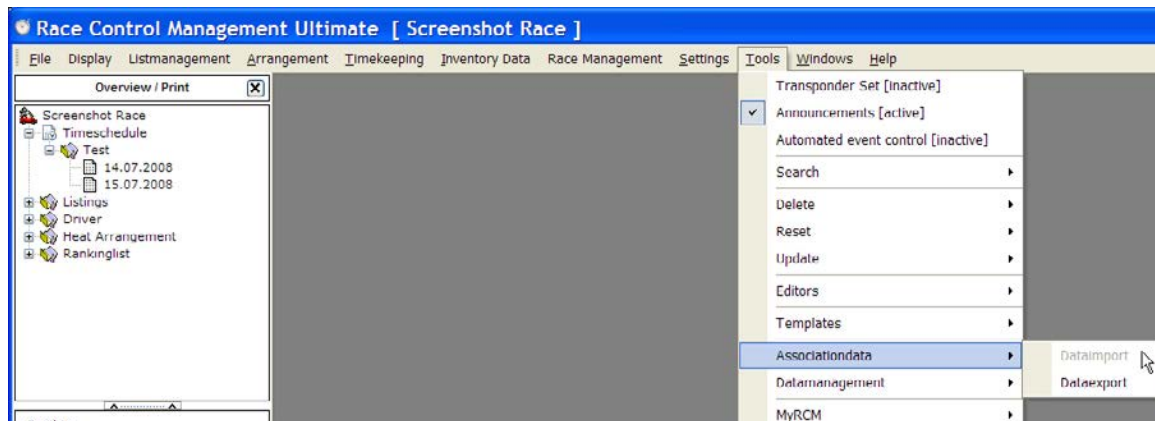 Race Control Management Ultimate [ Screenshot Race ]
File Display Listmanagement Arrangement Timekeeping Inventory Data Race Management Settings Tools Windows Help
Overview / Print
Screenshot Race
Timeschedule
Test
14.07.2008
15.07.2008
Listings
Driver
Heat Arrangement
Rankinglist
Transponder Set [inactive]
Announcements [active]
Automated event control [inactive]
Search
Delete
Reset
Update
Editors
Templates
Associationdata
Datamanagement
MyRCM
Dataimport
Dataexport